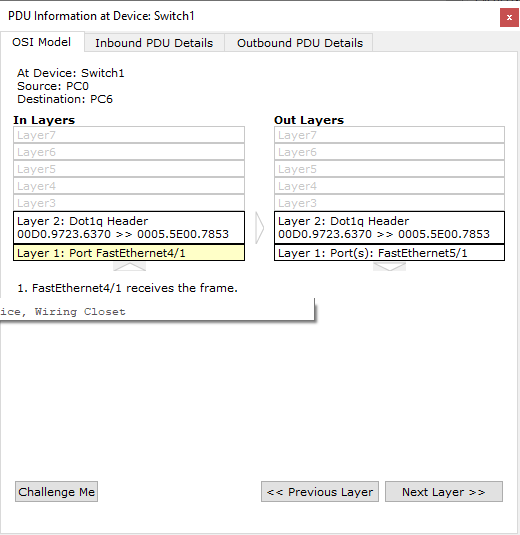 PDU Information at Device: Switch1
x
OSI Model
Inbound PDU Details
Outbound PDU Details
At Device: Switch1
Source: PC0
Destination: PC6
In Layers
Layer7
Layer6
Layer5
Layer4
Layer3
Layer 2: Dot1q Header
00D0.9723.6370 >> 0005.5E00.7853
Layer 1: Port FastEthernet4/1
Out Layers
Layer7
Layer6
Layer5
Layer4
Layer3
Layer 2: Dot1q Header
00D0.9723.6370 >> 0005.5E00.7853
Layer 1: Port(s): FastEthernet5/1
1. FastEthernet4/1 receives the frame.
ice, Wiring Closet
Challenge Me
<< Previous Layer
Next Layer >>